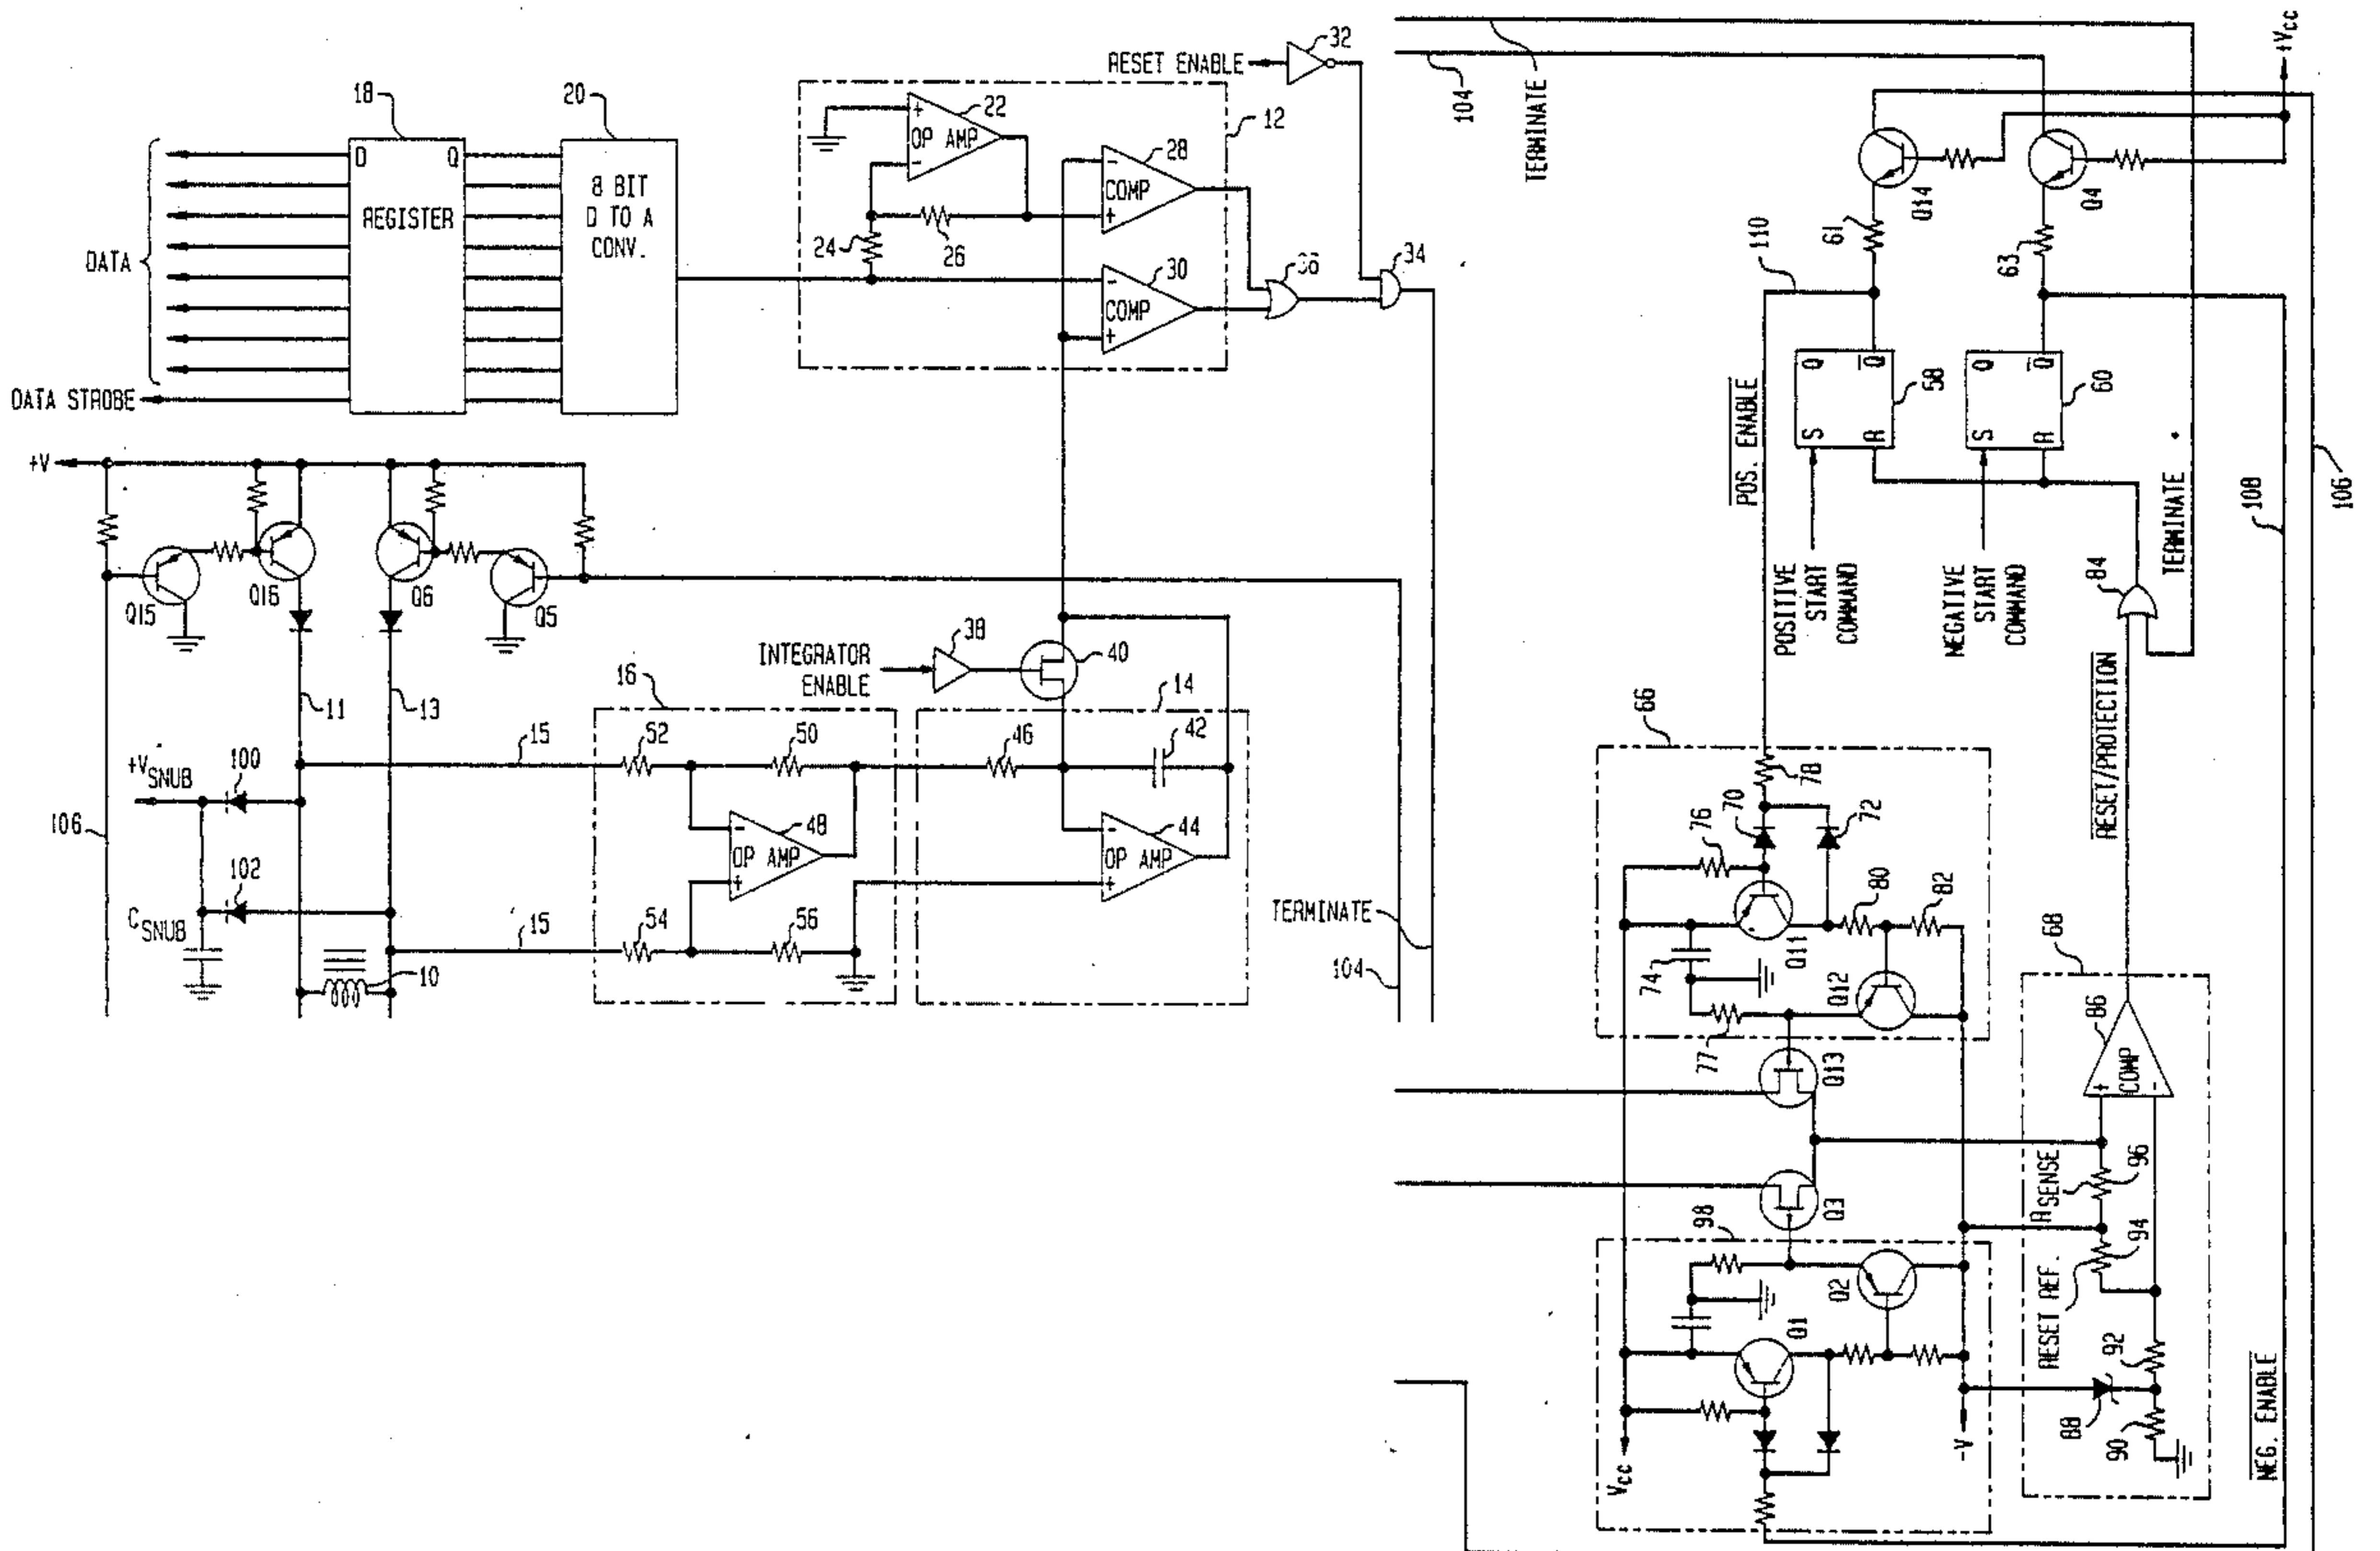 RESET ENABLE
32
18
20
22
12
+
OP AMP
-
D
Q
28
-
COMP
+
8 BIT
D TO A
CONV.
REGISTER
DATA
24
26
36
34
30
-
COMP
+
DATA STROBE
+V
Q15
Q16
Q6
Q5
INTEGRATOR
ENABLE
38
40
11
13
16
14
15
52
50
46
42
+V SNUB
100
106
48
-
OP AMP
+
44
-
OP AMP
+
102
C SNUB
15
54
56
10
TERMINATE
104
104
TERMINATE
+Vcc
Q14
Q4
110
61
63
POS. ENABLE
Q
Q
S
R
58
Q
Q
S
R
60
106
108
POSITIVE
START
COMMAND
NEGATIVE
START
COMMAND
84
TERMINATE
RESET/PROTECTION
66
78
70
72
76
80
82
Q11
74
Q12
77
Q13
68
86
COMP
+
-
98
Q3
R SENSE
96
94
RESET REF.
Q2
Q1
92
88
90
Vcc
-V
NEG. ENABLE